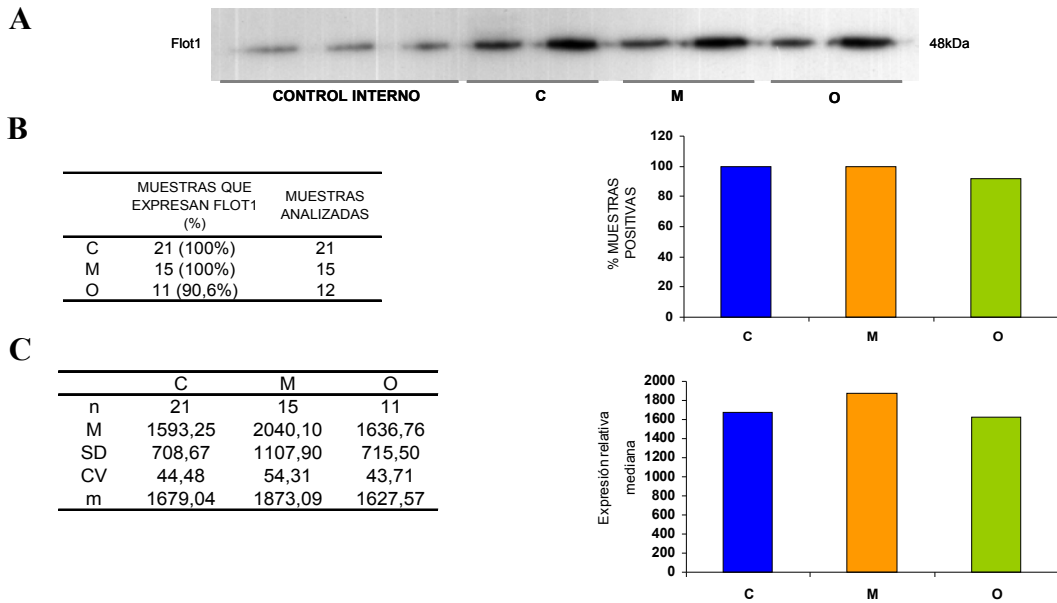 A
Flot1
48kDa
CONTROL INTERNO C M O
B
MUESTRAS QUE
EXPRESAN FLOT1
(%)
MUESTRAS
ANALIZADAS
C 21 (100%) 21
M 15 (100%) 15
O 11 (90,6%) 12
% MUESTRAS
POSITIVAS
120
100
80
60
40
20
0
C M O
C
C M O
n 21 15 11
M 1593,25 2040,10 1636,76
SD 708,67 1107,90 715,50
CV 44,48 54,31 43,71
m 1679,04 1873,09 1627,57
Expresión relativa
mediana
2000
1800
1600
1400
1200
1000
800
600
400
200
0
C M O